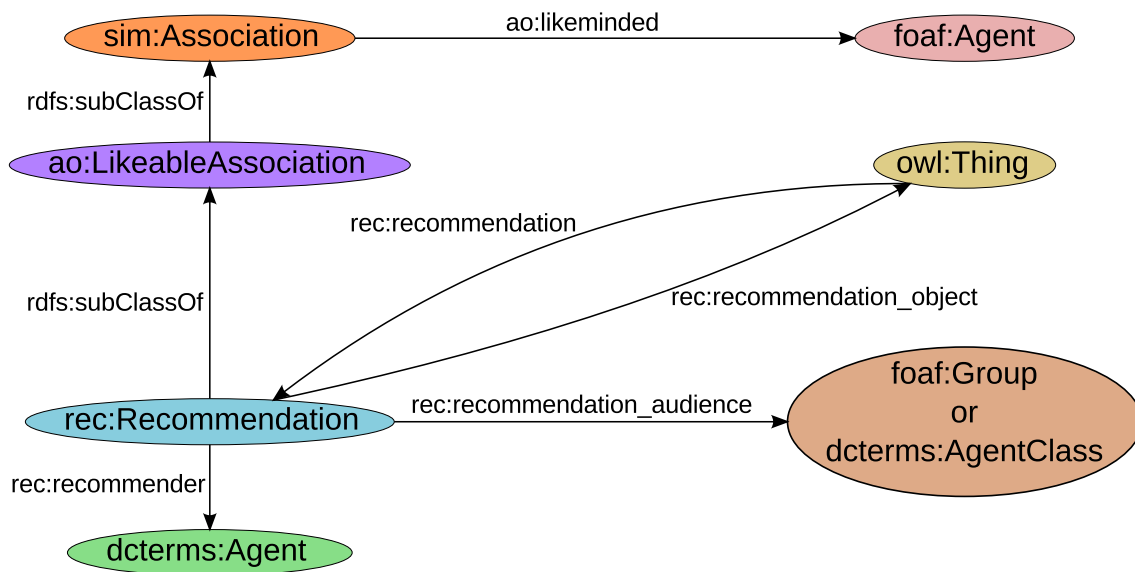 sim:Association
ao:likeminded
foaf:Agent
rdfs:subClassOf
ao:LikeableAssociation
owl:Thing
rec:recommendation
rdfs:subClassOf
rec:recommendation_object
foaf:Group
or
dcterms:AgentClass
rec:Recommendation
rec:recommendation_audience
rec:recommender
dcterms:Agent